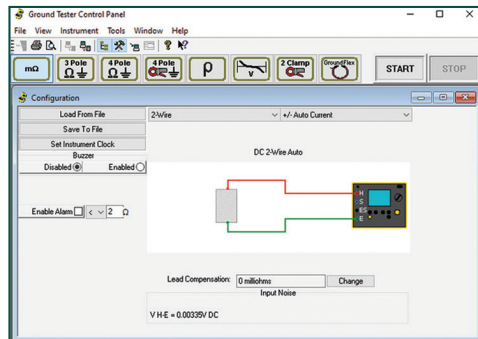 Ground Tester Control Panel
File View Instrument Tools Window Help
mΩ
3 Pole
Ω
4 Pole
Ω
4 Pole
ρ
V
2 Clamp
GroundFlex
START
STOP
Configuration
Load From File
Save To File
Set Instrument Clock
Buzzer
Disabled Enabled
Enable Alarm < 2 Ω
2-Wire
+/- Auto Current
DC 2-Wire Auto
H
S
ES
E
Lead Compensation: 0 milliohms Change
Input Noise
V H-E = 0.00335V DC